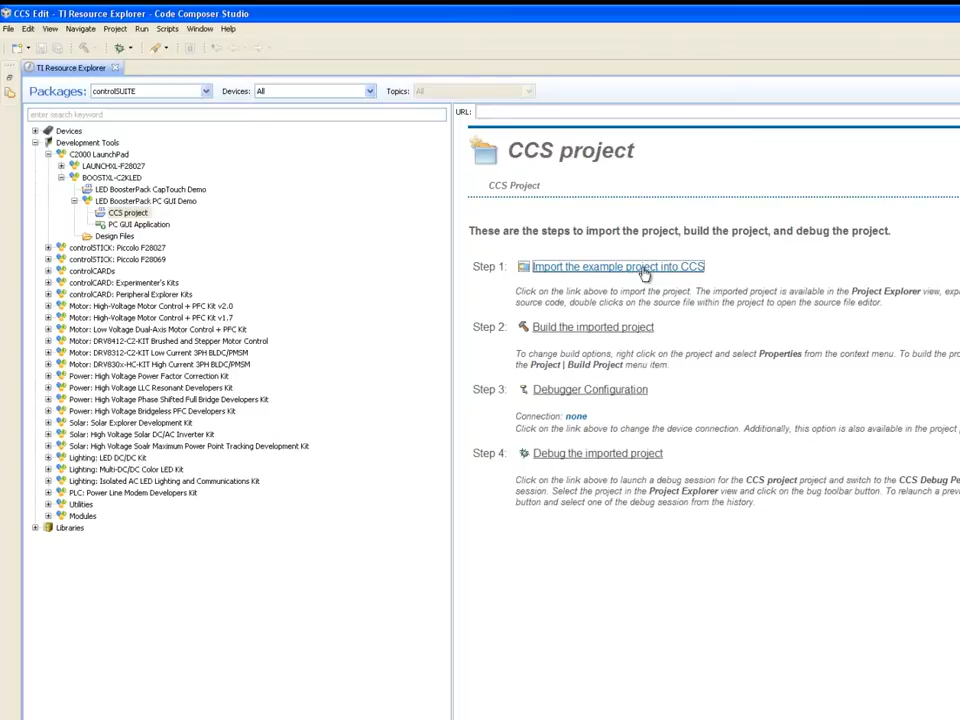 CCS Edit - TI Resource Explorer - Code Composer Studio
File Edit View Navigate Project Run Scripts Window Help
TI Resource Explorer
Packages: controlSUITE Devices: All Topics: All
enter search keyword
URL:
Devices
Development Tools
C2000 LaunchPad
LAUNCHXL-F28027
BOOSTXL-C2KLED
LED BoosterPack CapTouch Demo
LED BoosterPack PC GUI Demo
CCS project
PC GUI Application
Design Files
controlSTICK: Piccolo F28027
controlSTICK: Piccolo F28069
controlCARDs
controlCARD: Experimenter's Kits
controlCARD: Peripheral Explorer Kits
Motor: High-Voltage Motor Control + PFC Kit v2.0
Motor: High-Voltage Motor Control + PFC Kit v1.7
Motor: Low Voltage Dual-Axis Motor Control + PFC Kit
Motor: DRV8412-C2-KIT Brushed and Stepper Motor Control
Motor: DRV8312-C2-KIT Low Current 3PH BLDC/PMSM
Motor: DRV830x-HC-KIT High Current 3PH BLDC/PMSM
Power: High Voltage Power Factor Correction Kit
Power: High Voltage LLC Resonant Developers Kit
Power: High Voltage Phase Shifted Full Bridge Developers Kit
Power: High Voltage Bridgeless PFC Developers Kit
Solar: Solar Explorer Development Kit
Solar: High Voltage Solar DC/AC Inverter Kit
Solar: High Voltage Soalr Maximum Power Point Tracking Development Kit
Lighting: LED DC/DC Kit
Lighting: Multi-DC/DC Color LED Kit
Lighting: Isolated AC LED Lighting and Communications Kit
PLC: Power Line Modem Developers Kit
Utilities
Modules
Libraries
CCS project
CCS Project
These are the steps to import the project, build the project, and debug the project.
Step 1: Import the example project into CCS
Click on the link above to import the project. The imported project is available in the Project Explorer view, exp
source code, double clicks on the source file within the project to open the source file editor.
Step 2: Build the imported project
To change build options, right click on the project and select Properties from the context menu. To build the pro
the Project | Build Project menu item.
Step 3: Debugger Configuration
Connection: none
Click on the link above to change the device connection. Additionally, this option is also available in the project
Step 4: Debug the imported project
Click on the link above to launch a debug session for the CCS project project and switch to the CCS Debug Pe
session. Select the project in the Project Explorer view and click on the bug toolbar button. To relaunch a prev
button and select one of the debug session from the history.